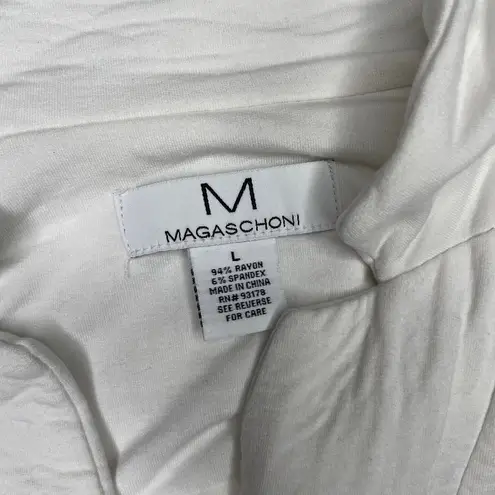 M
MAGASCHONI
L
94% RAYON
6% SPANDEX
MADE IN CHINA
RN# 93178
SEE REVERSE
FOR CARE